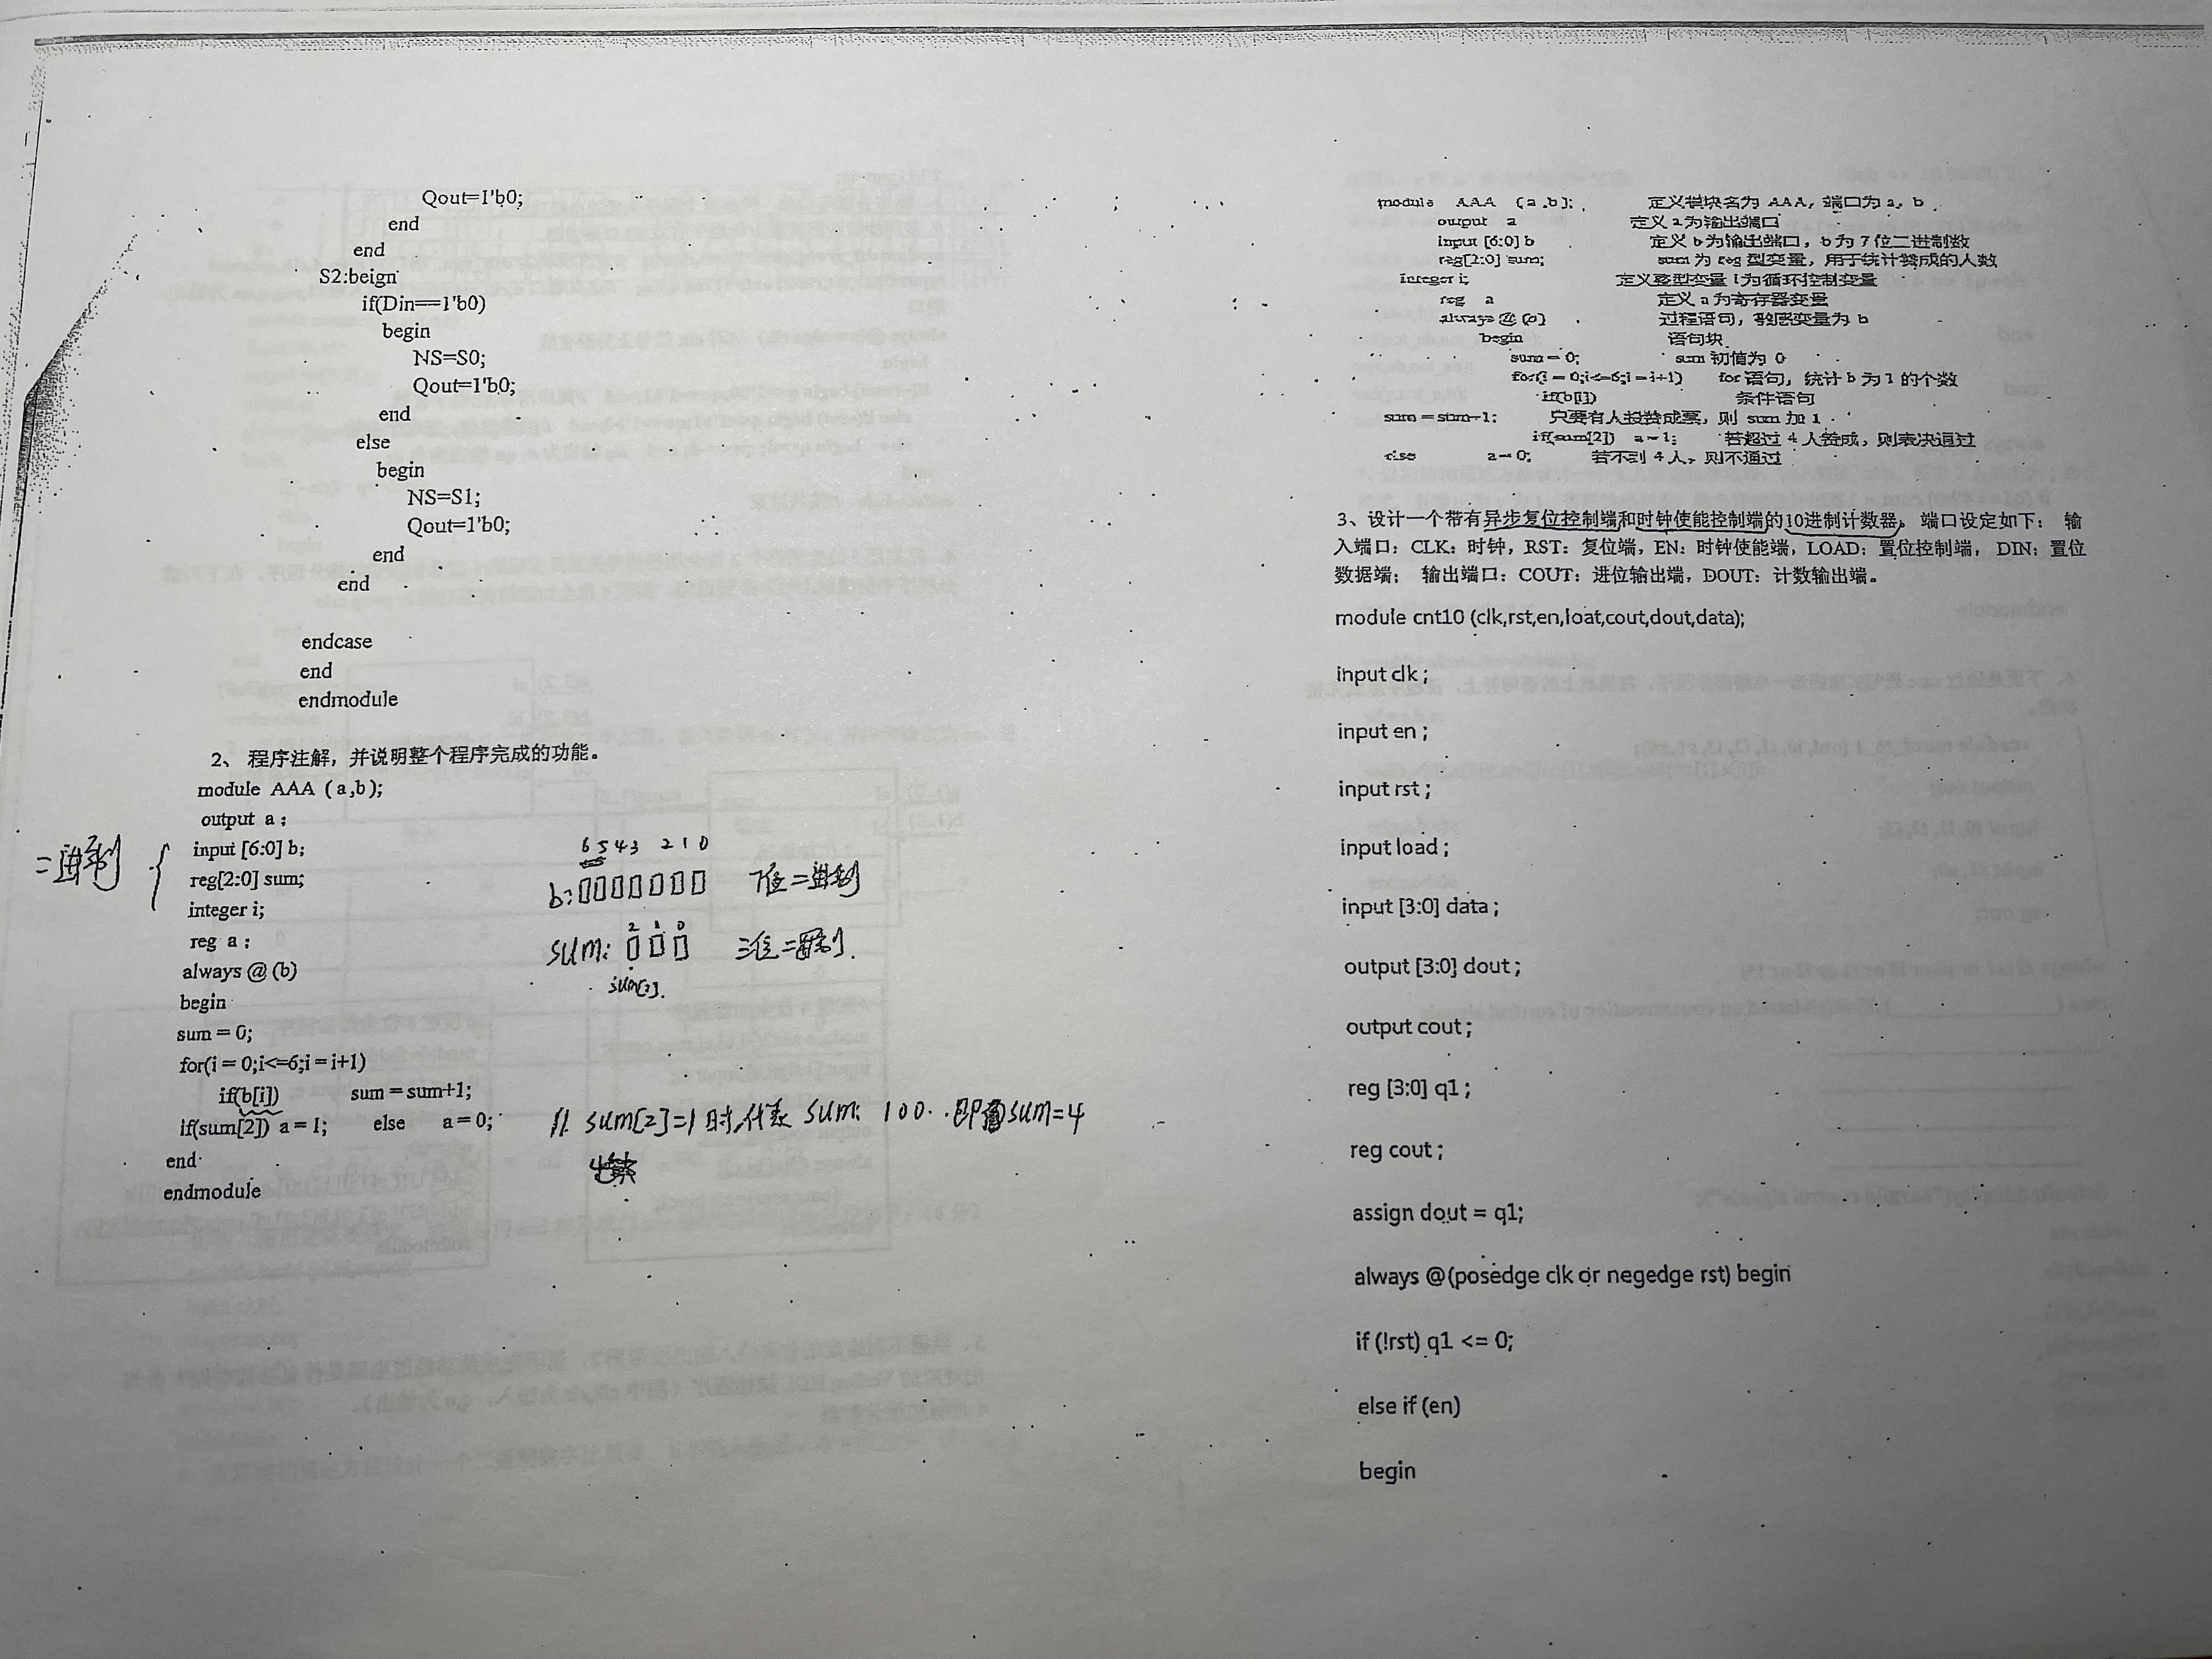 Qout=1'b0;
end
end
S2:beign
if(Din==1'b0)
begin
NS=S0;
Qout=1'b0;
end
else
begin
NS=S1;
Qout=1'b0;
end
end
endcase
end
endmodule
2、 程序注解，并说明整个程序完成的功能。
module AAA (a,b);
output a;
input [6:0] b;
reg[2:0] sum;
integer i;
reg a;
always @ (b)
begin
sum = 0;
for(i = 0;i<=6;i = i+1)
if(b[i]) sum = sum+1;
if(sum[2]) a = 1; else a = 0;
end
endmodule
二进制 {
6 5 4 3 2 1 0
b: 7位二进制
2 1 0
sum: 三位二进制.
sum[2].
// sum[2]=1时,代表 sum: 100. 即sum=4
module AAA (a,b); 定义模块名为 AAA，端口为 a，b
output a 定义 a 为输出端口
input [6:0] b 定义 b 为输出端口，b 为 7 位二进制数
reg[2:0] sum; sum 为 reg 型变量，用于统计赞成的人数
integer i; 定义整型变量 i 为循环控制变量
reg a 定义 a 为寄存器变量
always @ (b) 过程语句，敏感变量为 b
begin 语句块
sum = 0; sum 初值为 0
for(i = 0;i<=6;i = i+1) for 语句，统计 b 为 1 的个数
if(b[i]) 条件语句
sum = sum+1; 只要有人投赞成票，则 sum 加 1
if(sum[2]) a = 1; 若超过 4 人赞成，则表决通过
else a = 0; 若不到 4 人，则不通过
3、设计一个带有异步复位控制端和时钟使能控制端的10进制计数器。端口设定如下： 输
入端口：CLK：时钟，RST：复位端，EN：时钟使能端，LOAD：置位控制端，DIN：置位
数据端； 输出端口：COUT：进位输出端，DOUT：计数输出端。
module cnt10 (clk,rst,en,loat,cout,dout,data);
input clk ;
input en ;
input rst ;
input load ;
input [3:0] data ;
output [3:0] dout ;
output cout ;
reg [3:0] q1 ;
reg cout ;
assign dout = q1;
always @(posedge clk or negedge rst) begin
if (!rst) q1 <= 0;
else if (en)
begin